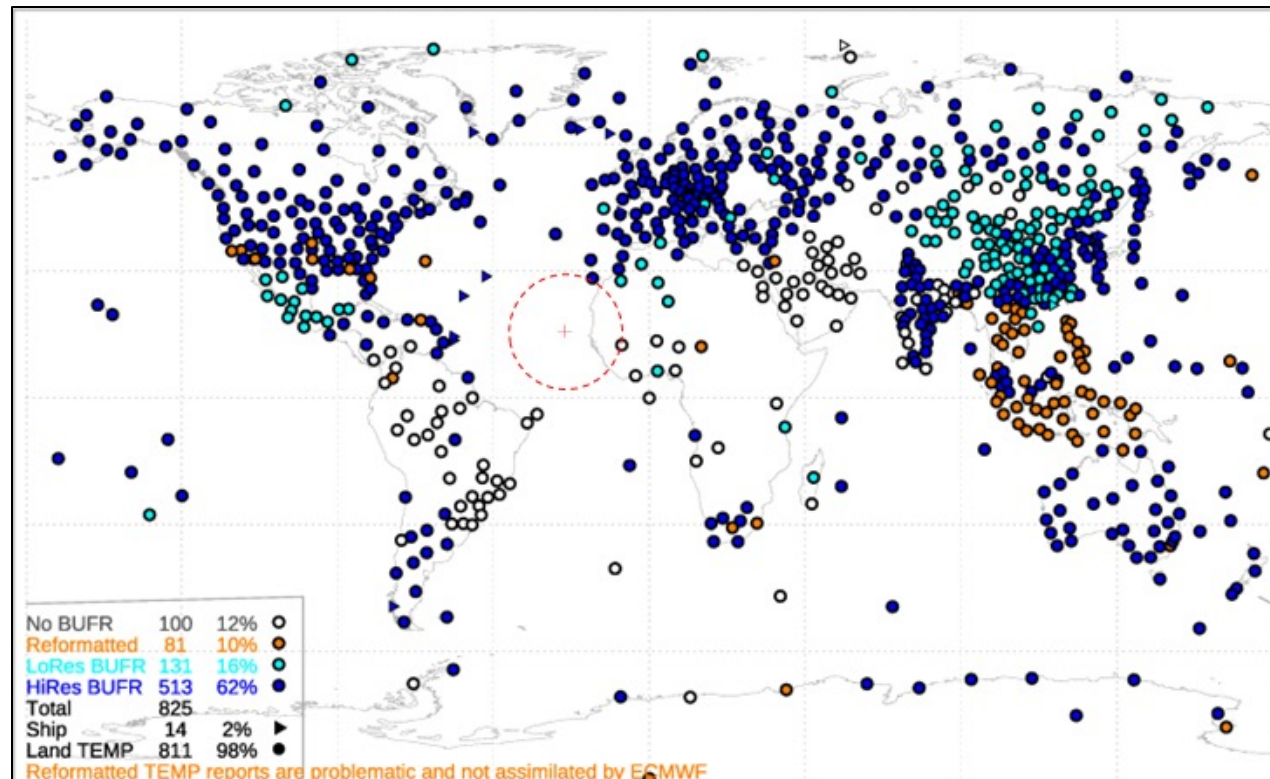 No BUFR 100 12%
Reformatted 81 10%
LoRes BUFR 131 16%
HiRes BUFR 513 62%
Total 825
Ship 14 2%
Land TEMP 811 98%
Reformatted TEMP reports are problematic and not assimilated by ECMWF